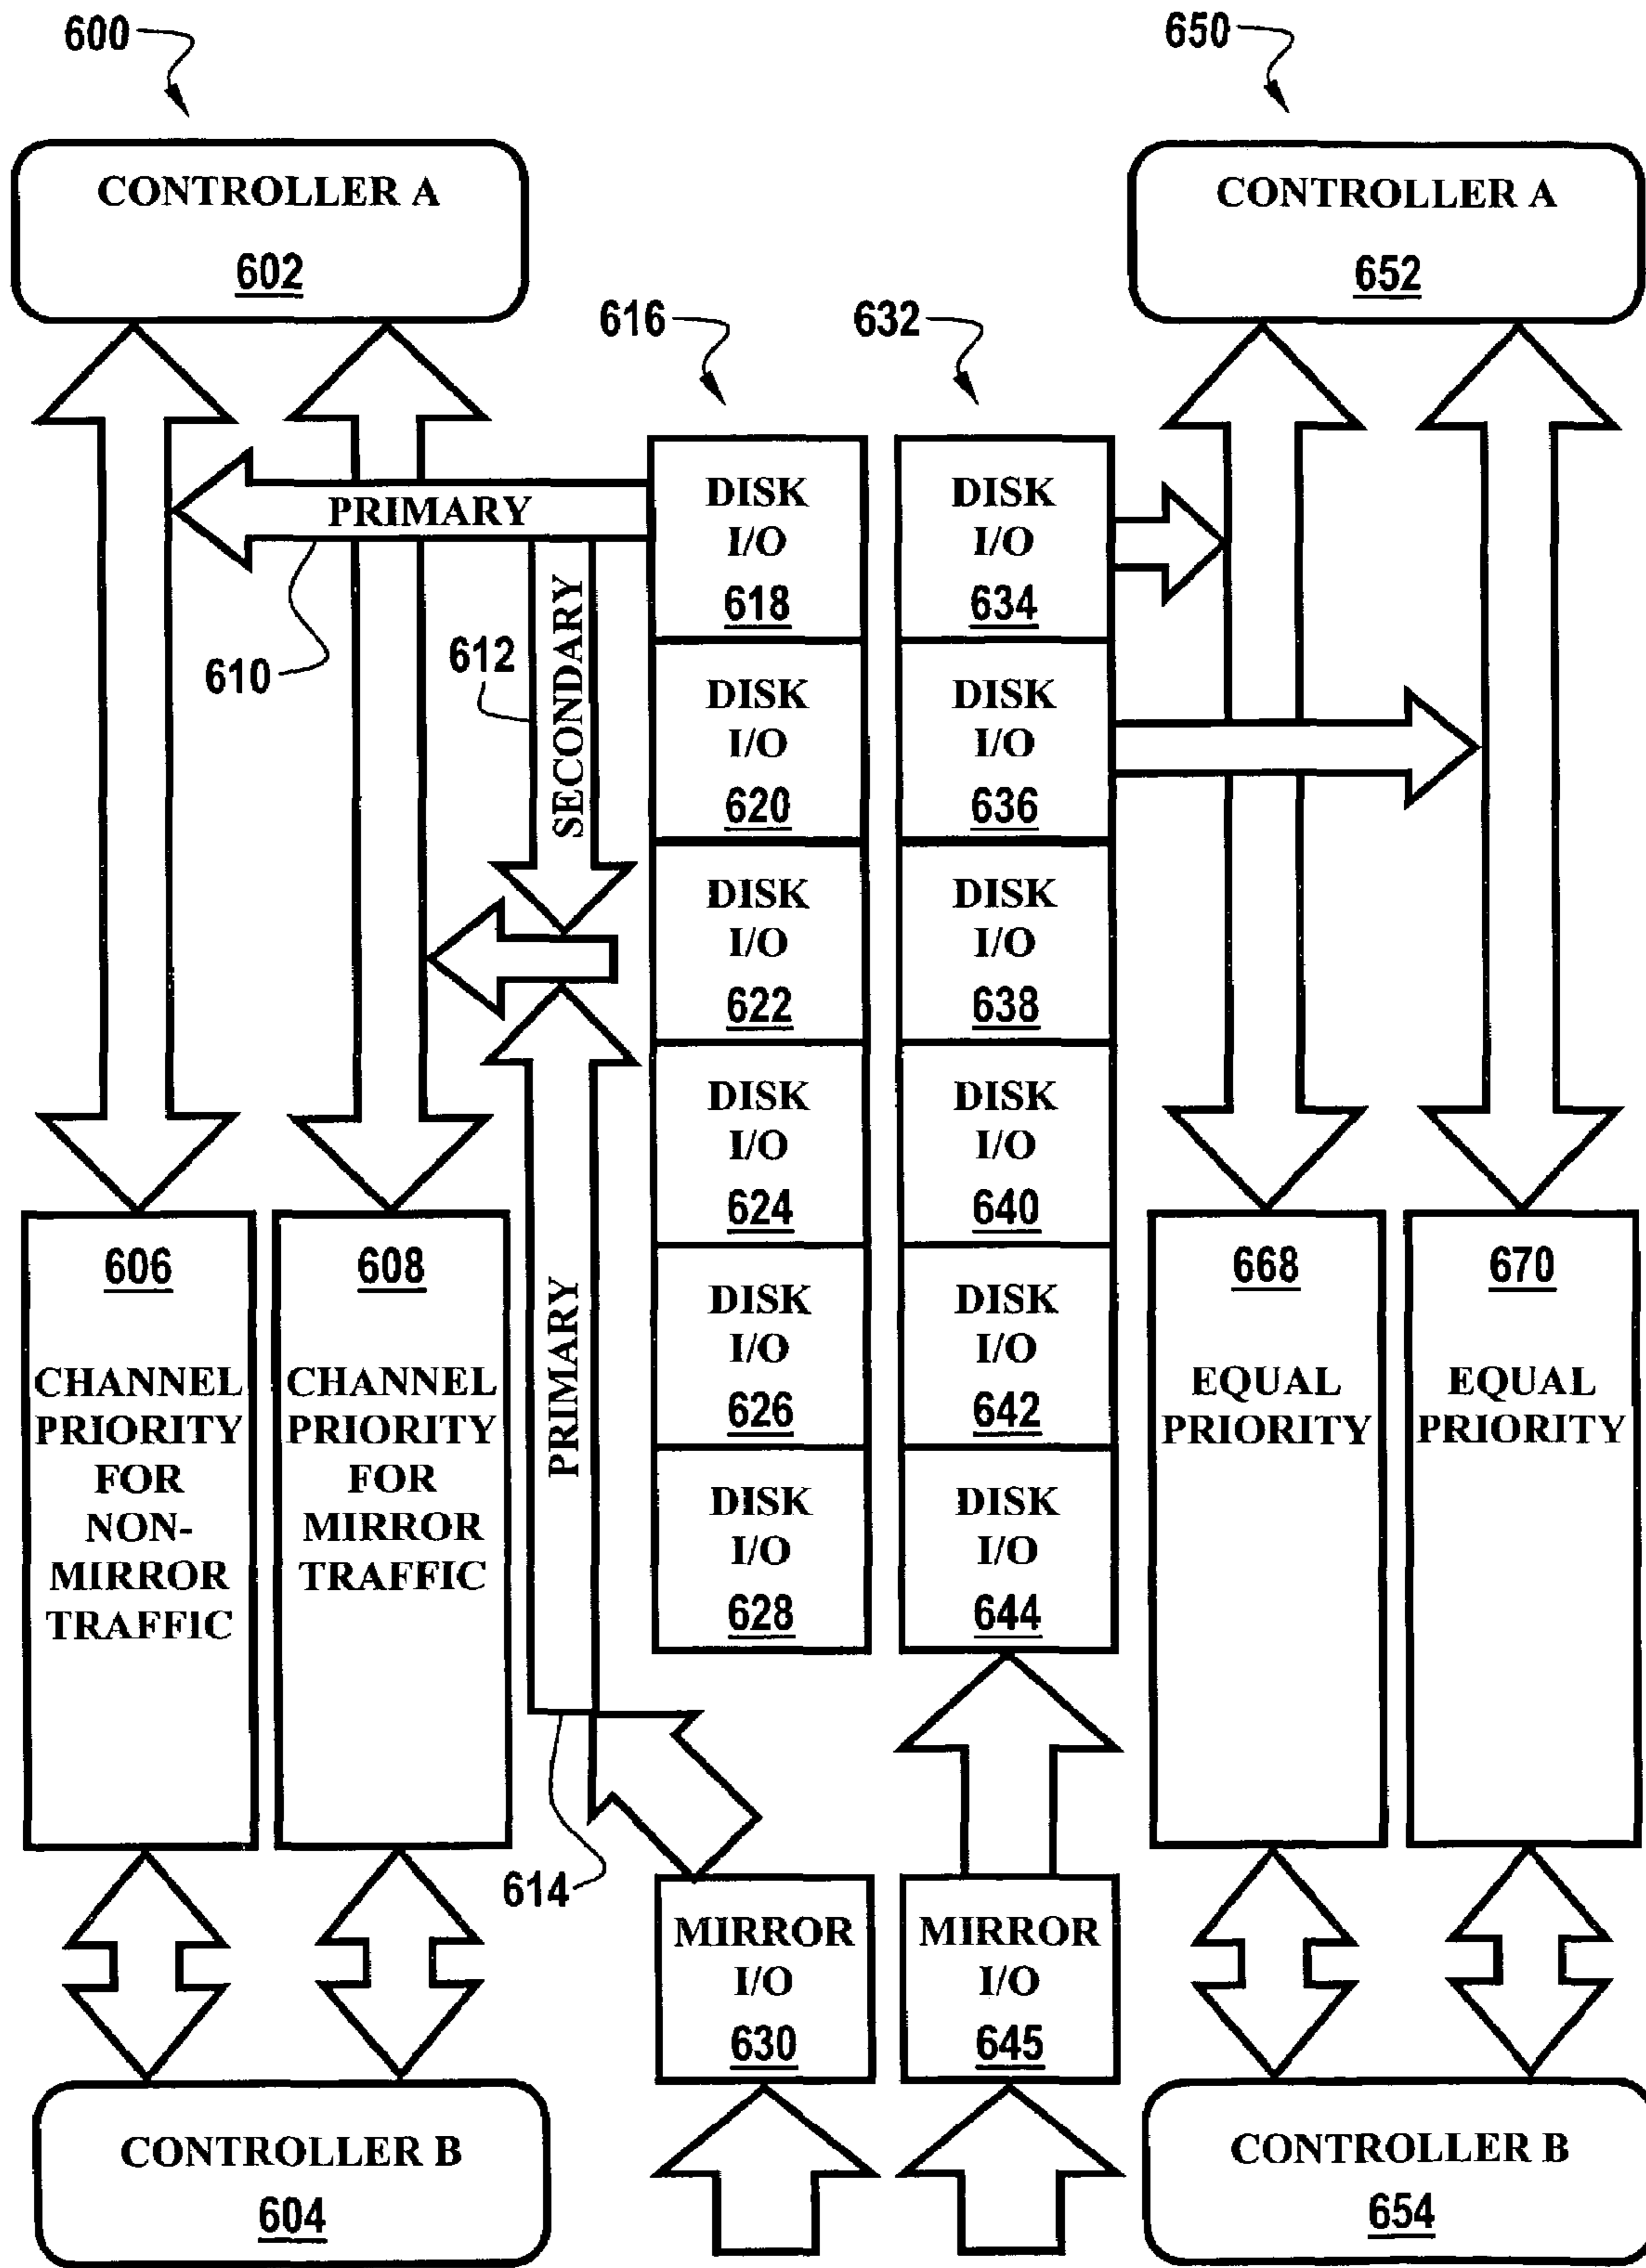 600
650
CONTROLLER A
602
CONTROLLER A
652
616
632
PRIMARY
610
612
SECONDARY
DISK
I/O
618
DISK
I/O
620
DISK
I/O
622
DISK
I/O
624
DISK
I/O
626
DISK
I/O
628
DISK
I/O
634
DISK
I/O
636
DISK
I/O
638
DISK
I/O
640
DISK
I/O
642
DISK
I/O
644
606
CHANNEL
PRIORITY
FOR
NON-
MIRROR
TRAFFIC
608
CHANNEL
PRIORITY
FOR
MIRROR
TRAFFIC
PRIMARY
668
EQUAL
PRIORITY
670
EQUAL
PRIORITY
614
MIRROR
I/O
630
MIRROR
I/O
645
CONTROLLER B
604
CONTROLLER B
654